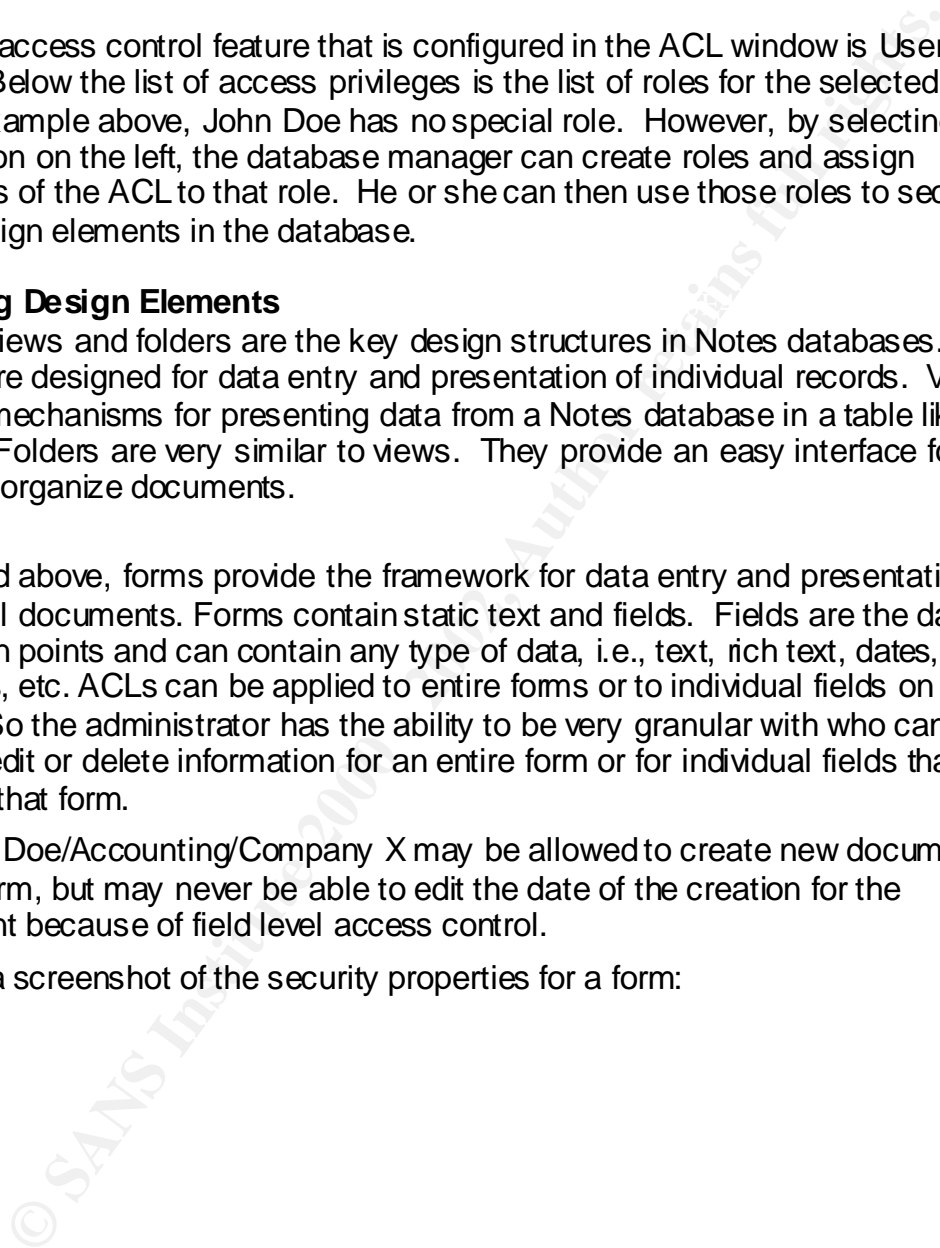 access control feature that is configured in the ACL window is User
Below the list of access privileges is the list of roles for the selected
ample above, John Doe has no special role.  However, by selecting
on on the left, the database manager can create roles and assign
s of the ACL to that role.  He or she can then use those roles to sec
ign elements in the database.
g Design Elements
iews and folders are the key design structures in Notes databases.
re designed for data entry and presentation of individual records.  V
mechanisms for presenting data from a Notes database in a table lik
Folders are very similar to views.  They provide an easy interface fo
organize documents.
d above, forms provide the framework for data entry and presentati
l documents. Forms contain static text and fields.  Fields are the da
n points and can contain any type of data, i.e., text, rich text, dates,
s, etc. ACLs can be applied to entire forms or to individual fields on
So the administrator has the ability to be very granular with who can
edit or delete information for an entire form or for individual fields tha
that form.
Doe/Accounting/Company X may be allowed to create new docum
rm, but may never be able to edit the date of the creation for the
nt because of field level access control.
a screenshot of the security properties for a form:
© SANS Institute 2000 - 2002, Author retains full rights.